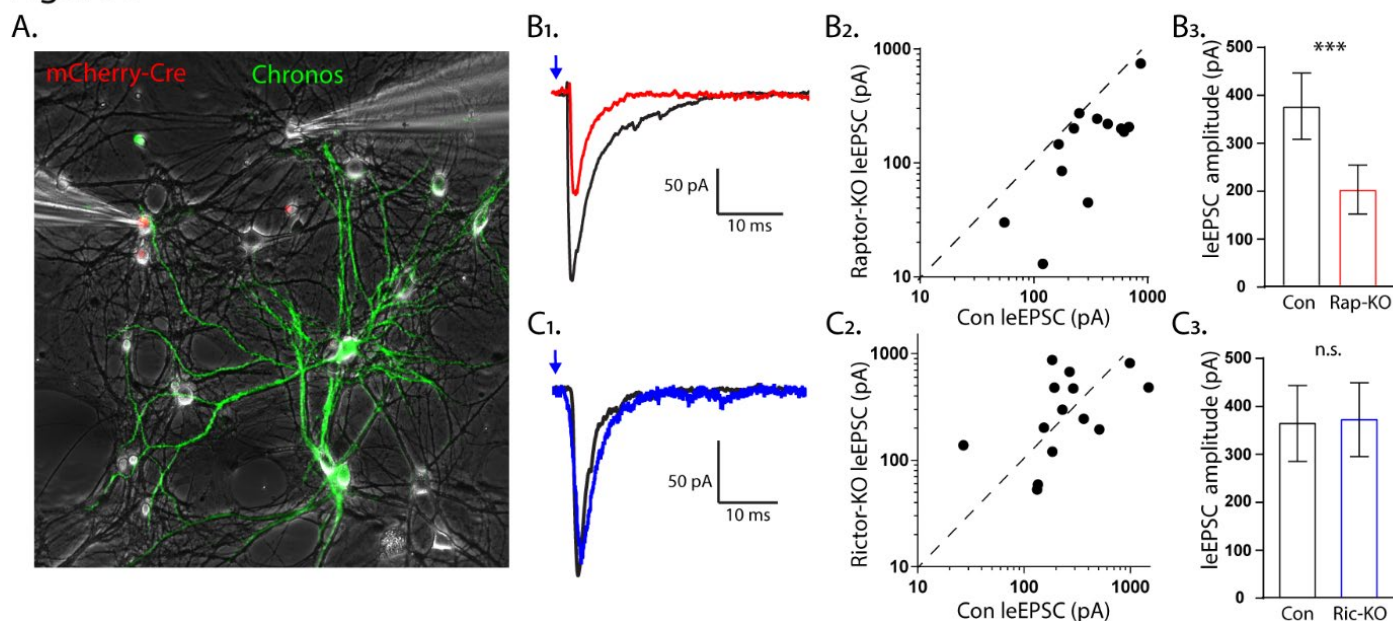 A.
mCherry-Cre
Chronos
B1.
50 pA
10 ms
B2.
Raptor-KO leEPSC (pA)
1000
100
10
10
100
1000
Con leEPSC (pA)
B3.
leEPSC amplitude (pA)
***
500
400
300
200
100
0
Con
Rap-KO
C1.
50 pA
10 ms
C2.
Rictor-KO leEPSC (pA)
1000
100
10
10
100
1000
Con leEPSC (pA)
C3.
leEPSC amplitude (pA)
n.s.
500
400
300
200
100
0
Con
Ric-KO